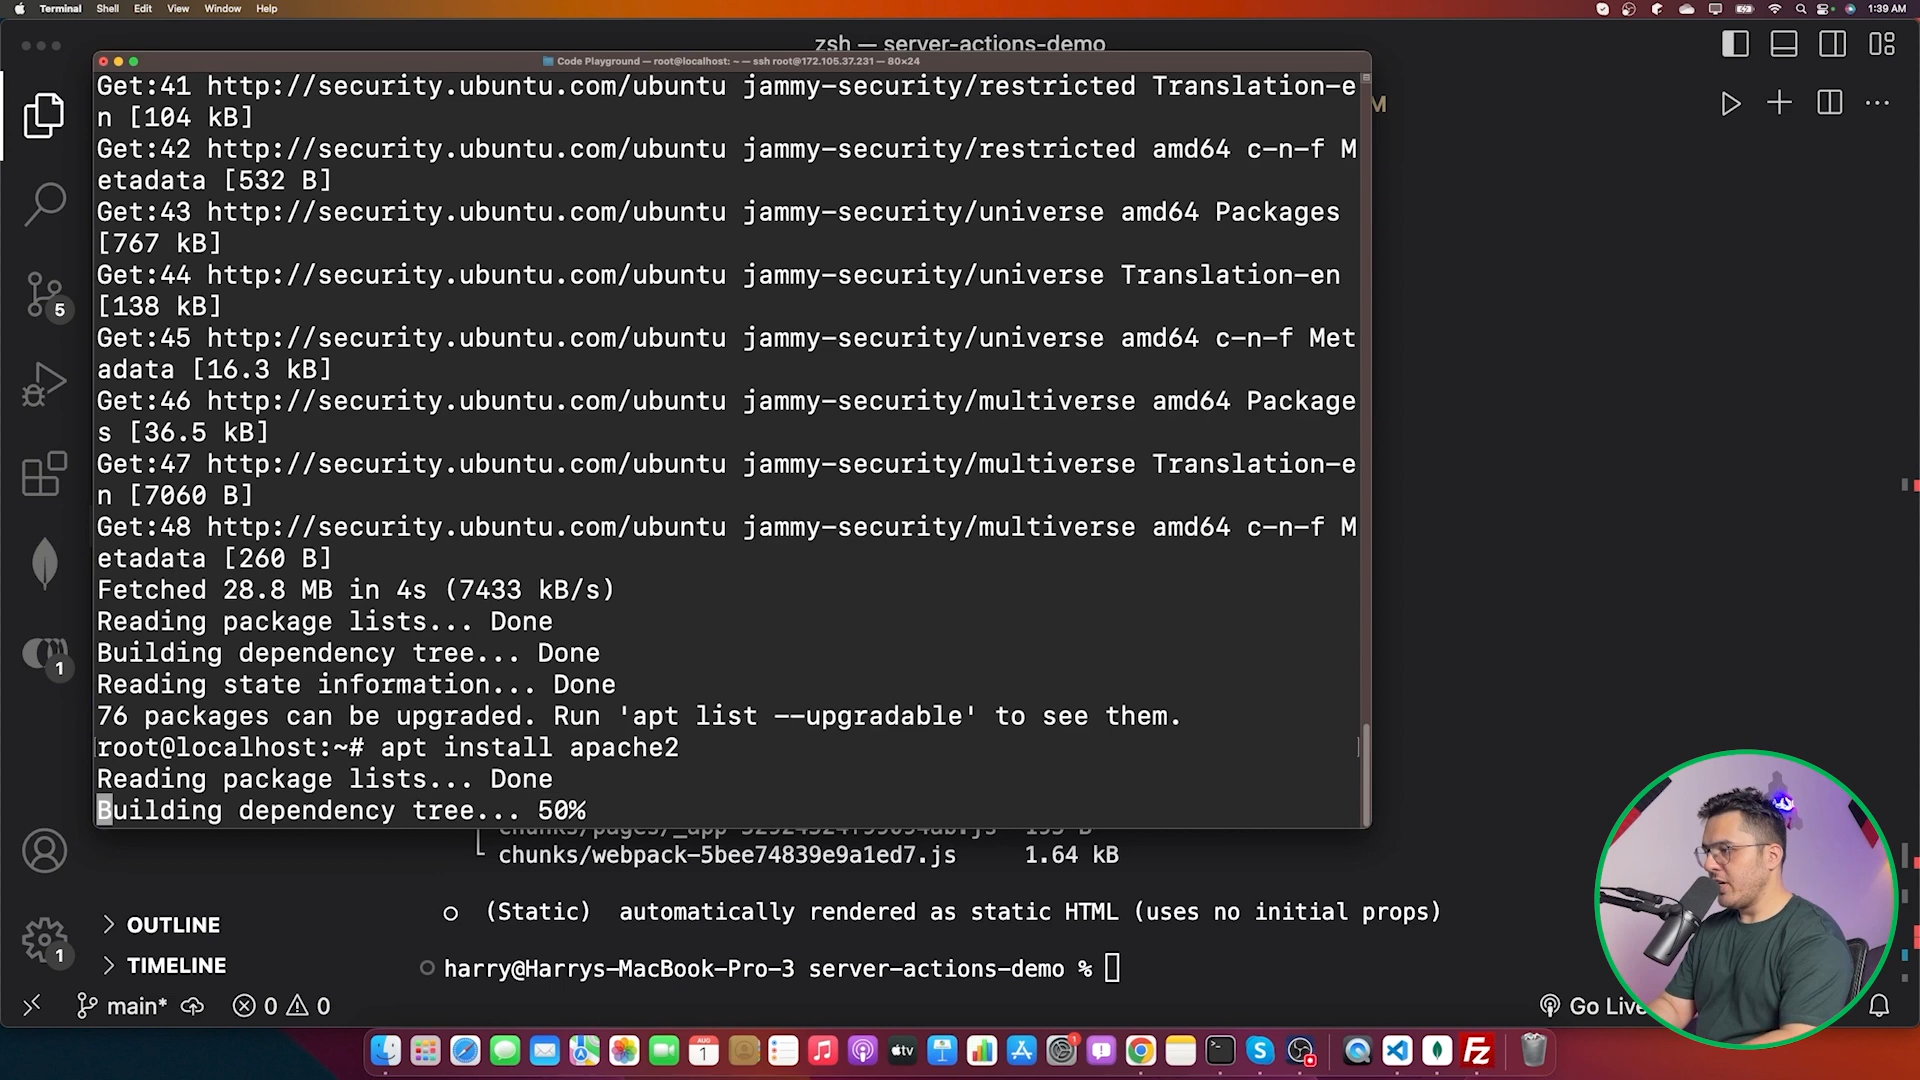 Terminal Shell Edit View Window Help 1:39 AM
zsh — server-actions-demo
Code Playground — root@localhost: ~ — ssh root@172.105.37.231 — 80×24
Get:41 http://security.ubuntu.com/ubuntu jammy-security/restricted Translation-e
n [104 kB]
M
Get:42 http://security.ubuntu.com/ubuntu jammy-security/restricted amd64 c-n-f M
etadata [532 B]
Get:43 http://security.ubuntu.com/ubuntu jammy-security/universe amd64 Packages
[767 kB]
Get:44 http://security.ubuntu.com/ubuntu jammy-security/universe Translation-en
[138 kB]
5
Get:45 http://security.ubuntu.com/ubuntu jammy-security/universe amd64 c-n-f Met
adata [16.3 kB]
Get:46 http://security.ubuntu.com/ubuntu jammy-security/multiverse amd64 Package
s [36.5 kB]
Get:47 http://security.ubuntu.com/ubuntu jammy-security/multiverse Translation-e
n [7060 B]
Get:48 http://security.ubuntu.com/ubuntu jammy-security/multiverse amd64 c-n-f M
etadata [260 B]
Fetched 28.8 MB in 4s (7433 kB/s)
Reading package lists... Done
Building dependency tree... Done
1
Reading state information... Done
76 packages can be upgraded. Run 'apt list --upgradable' to see them.
root@localhost:~# apt install apache2
Reading package lists... Done
Building dependency tree... 50%
chunks/webpack-5bee74839e9a1ed7.js 1.64 kB
○ (Static) automatically rendered as static HTML (uses no initial props)
OUTLINE
1
TIMELINE
harry@Harrys-MacBook-Pro-3 server-actions-demo %
main* 0 0 Go Live
AUG
1
tv
1